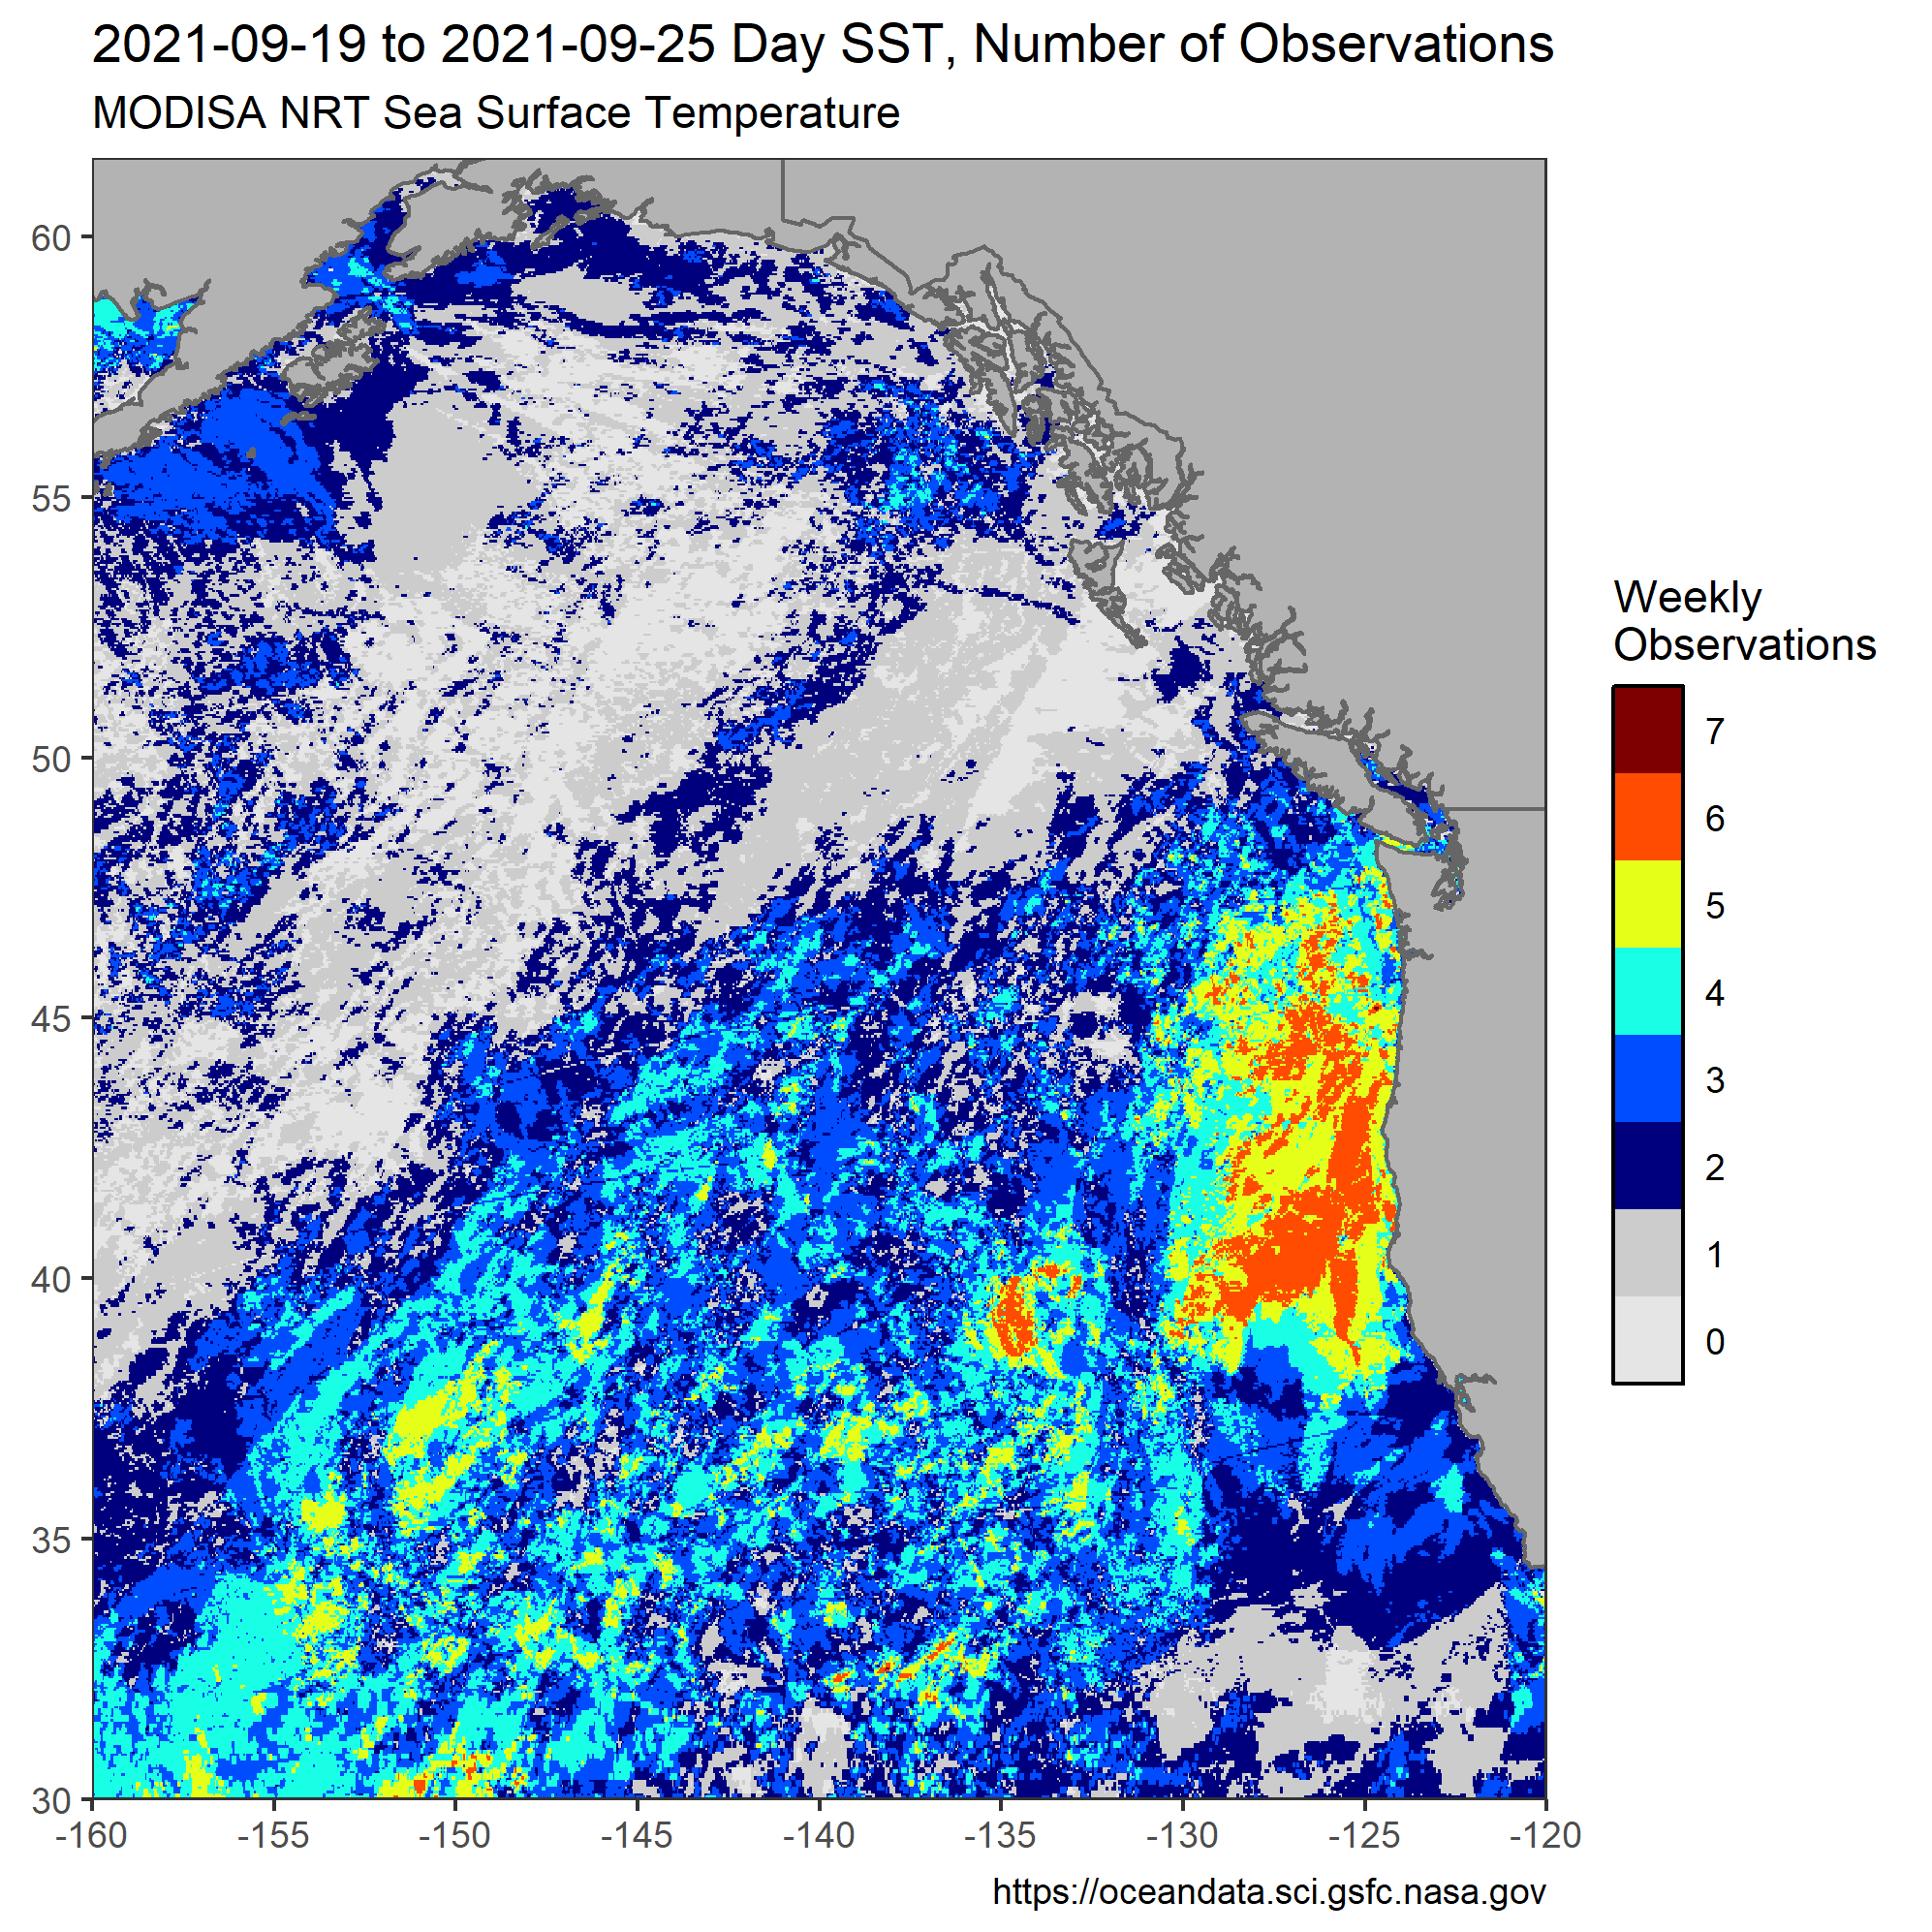 2021-09-19 to 2021-09-25 Day SST, Number of Observations
MODISA NRT Sea Surface Temperature
60
55
50
45
40
35
30
-160 -155 -150 -145 -140 -135 -130 -125 -120
Weekly
Observations
7
6
5
4
3
2
1
0
https://oceandata.sci.gsfc.nasa.gov